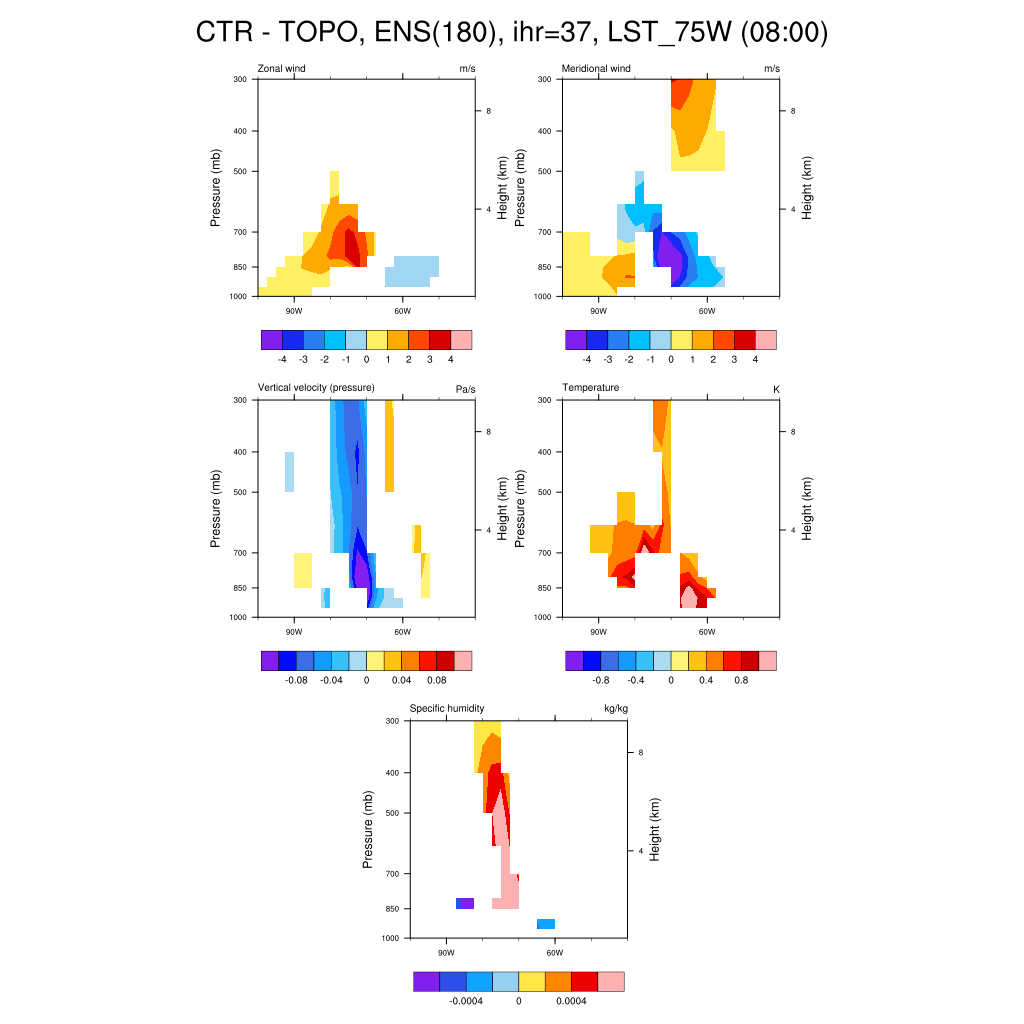 CTR - TOPO, ENS(180), ihr=37, LST_75W (08:00)
Zonal wind m/s
Meridional wind m/s
300
400
500
700
850
1000
Pressure (mb)
8
4
Height (km)
90W 60W
300
400
500
700
850
1000
Pressure (mb)
8
4
Height (km)
90W 60W
-4 -3 -2 -1 0 1 2 3 4
-4 -3 -2 -1 0 1 2 3 4
Vertical velocity (pressure) Pa/s
Temperature K
300
400
500
700
850
1000
Pressure (mb)
8
4
Height (km)
90W 60W
300
400
500
700
850
1000
Pressure (mb)
8
4
Height (km)
90W 60W
-0.08 -0.04 0 0.04 0.08
-0.8 -0.4 0 0.4 0.8
Specific humidity kg/kg
300
400
500
700
850
1000
Pressure (mb)
8
4
Height (km)
90W 60W
-0.0004 0 0.0004